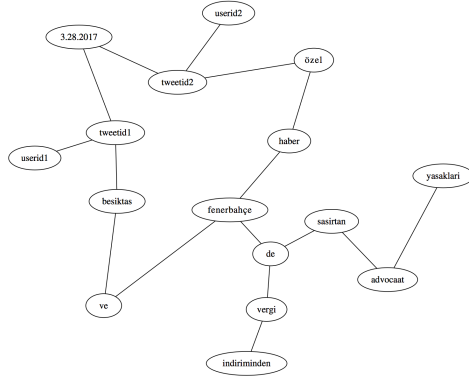 userid2
3.28.2017
özel
tweetid2
tweetid1
haber
userid1
yasaklari
besiktas
fenerbahçe
sasirtan
de
advocaat
ve
vergi
indiriminden